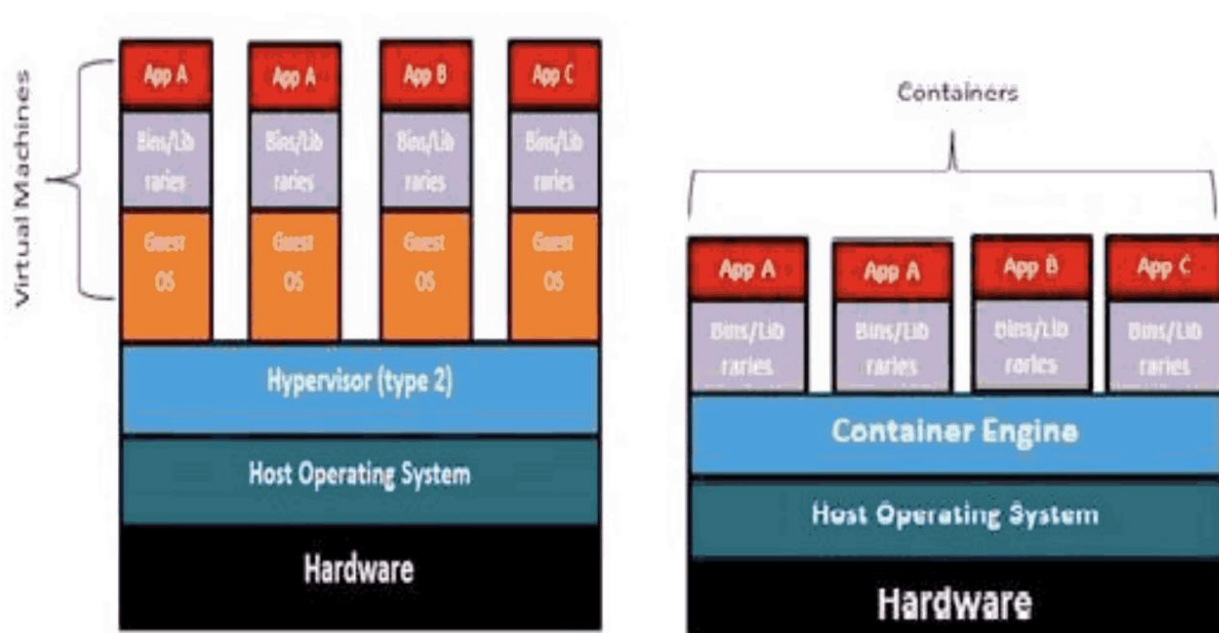 Virtual Machines
App A
Bins/Lib
raries
Guest
OS
App A
Bins/Lib
raries
Guest
OS
App B
Bins/Lib
raries
Guest
OS
App C
Bins/Lib
raries
Guest
OS
Hypervisor (type 2)
Host Operating System
Hardware
Containers
App A
Bins/Lib
raries
App A
Bins/Lib
raries
App B
Bins/Lib
raries
App C
Bins/Lib
raries
Container Engine
Host Operating System
Hardware